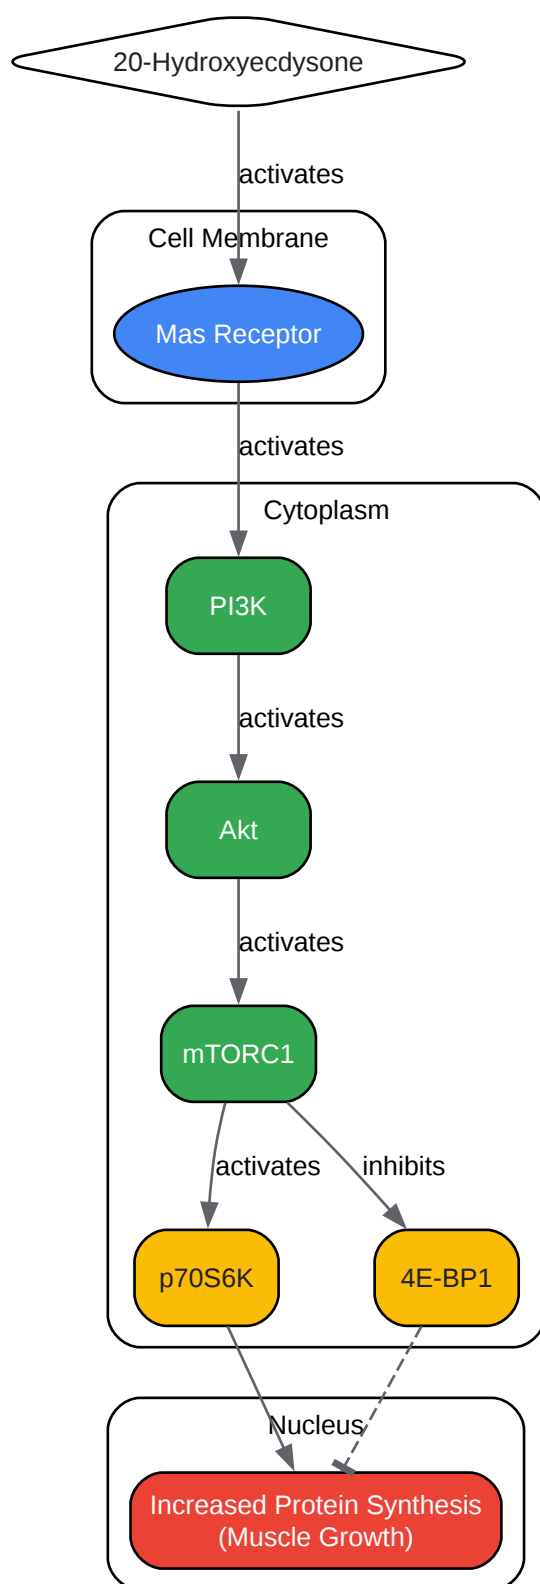 20-Hydroxyecdysone
activates
Cell Membrane
Mas Receptor
activates
Cytoplasm
PI3K
activates
Akt
activates
mTORC1
activates
inhibits
p70S6K
4E-BP1
Nucleus
Increased Protein Synthesis
(Muscle Growth)